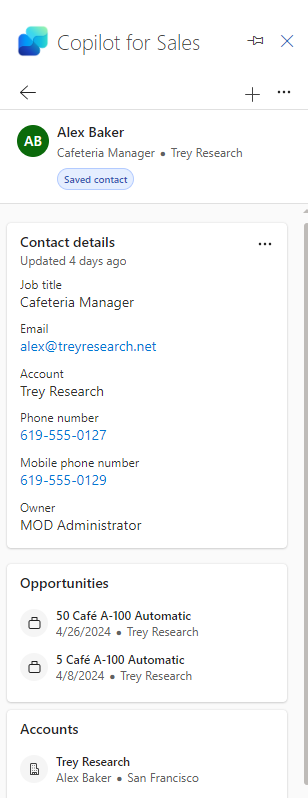 Copilot for Sales
AB
Alex Baker
Cafeteria Manager • Trey Research
Saved contact
Contact details
Updated 4 days ago
Job title
Cafeteria Manager
Email
alex@treyresearch.net
Account
Trey Research
Phone number
619-555-0127
Mobile phone number
619-555-0129
Owner
MOD Administrator
Opportunities
50 Café A-100 Automatic
4/26/2024 • Trey Research
5 Café A-100 Automatic
4/8/2024 • Trey Research
Accounts
Trey Research
Alex Baker • San Francisco